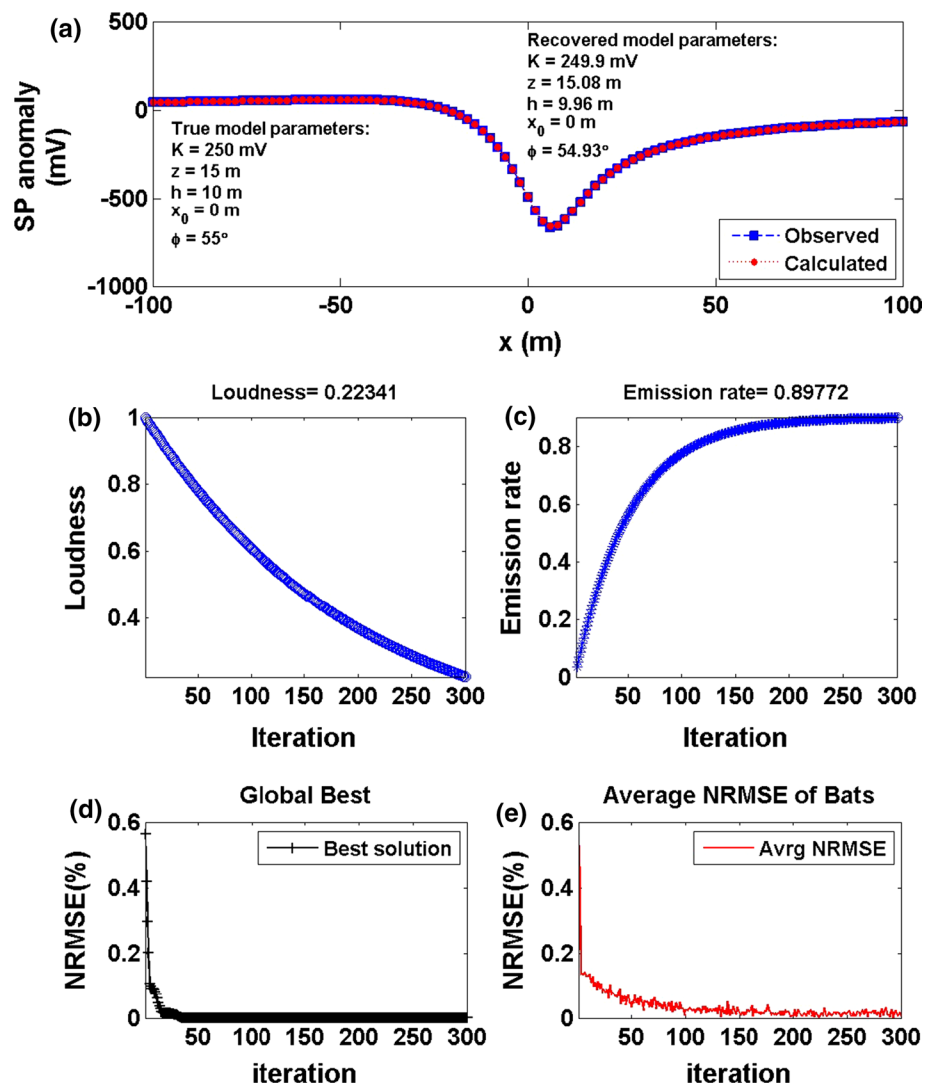 (a)
500
0
-500
-1000
SP anomaly
(mV)
True model parameters:
K = 250 mV
z = 15 m
h = 10 m
x0 = 0 m
ϕ = 55°
Recovered model parameters:
K = 249.9 mV
z = 15.08 m
h = 9.96 m
x0 = 0 m
ϕ = 54.93°
Observed
Calculated
-100 -50 0 50 100
x (m)
(b)
Loudness= 0.22341
1
0.8
0.6
0.4
Loudness
50 100 150 200 250 300
Iteration
(c)
Emission rate= 0.89772
0.8
0.6
0.4
0.2
0
Emission rate
50 100 150 200 250 300
Iteration
(d)
Global Best
0.6
0.4
0.2
0
NRMSE(%)
Best solution
50 100 150 200 250 300
iteration
(e)
Average NRMSE of Bats
0.6
0.4
0.2
0
NRMSE(%)
Avrg NRMSE
50 100 150 200 250 300
iteration